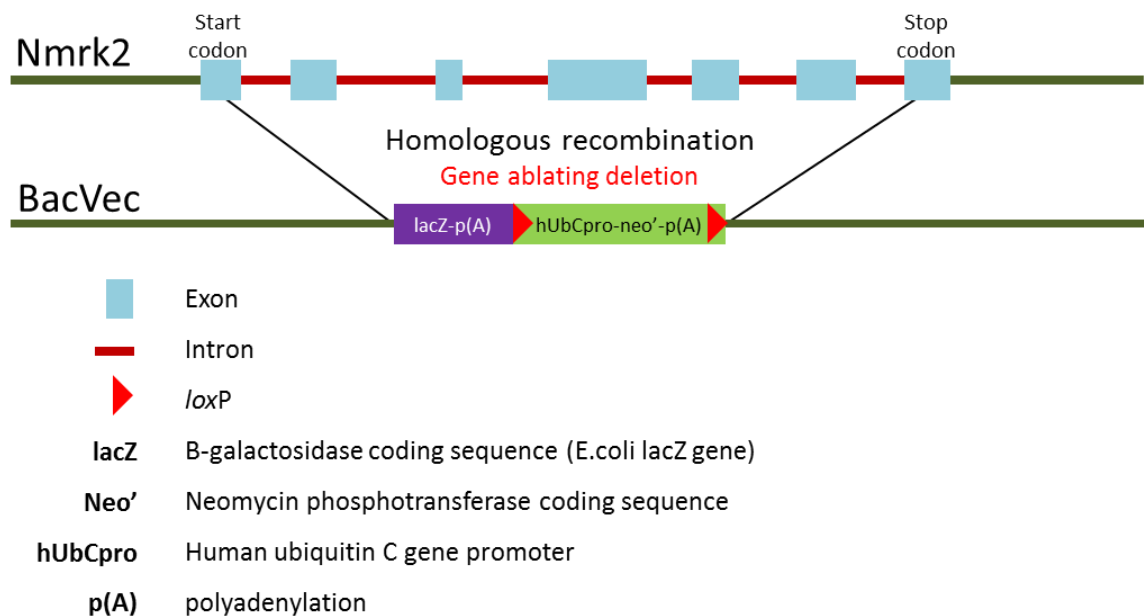 Start
codon
Stop
codon
Nmrk2
Homologous recombination
Gene ablating deletion
BacVec
lacZ-p(A)
hUbCpro-neo'-p(A)
Exon
Intron
loxP
lacZ B-galactosidase coding sequence (E.coli lacZ gene)
Neo' Neomycin phosphotransferase coding sequence
hUbCpro Human ubiquitin C gene promoter
p(A) polyadenylation